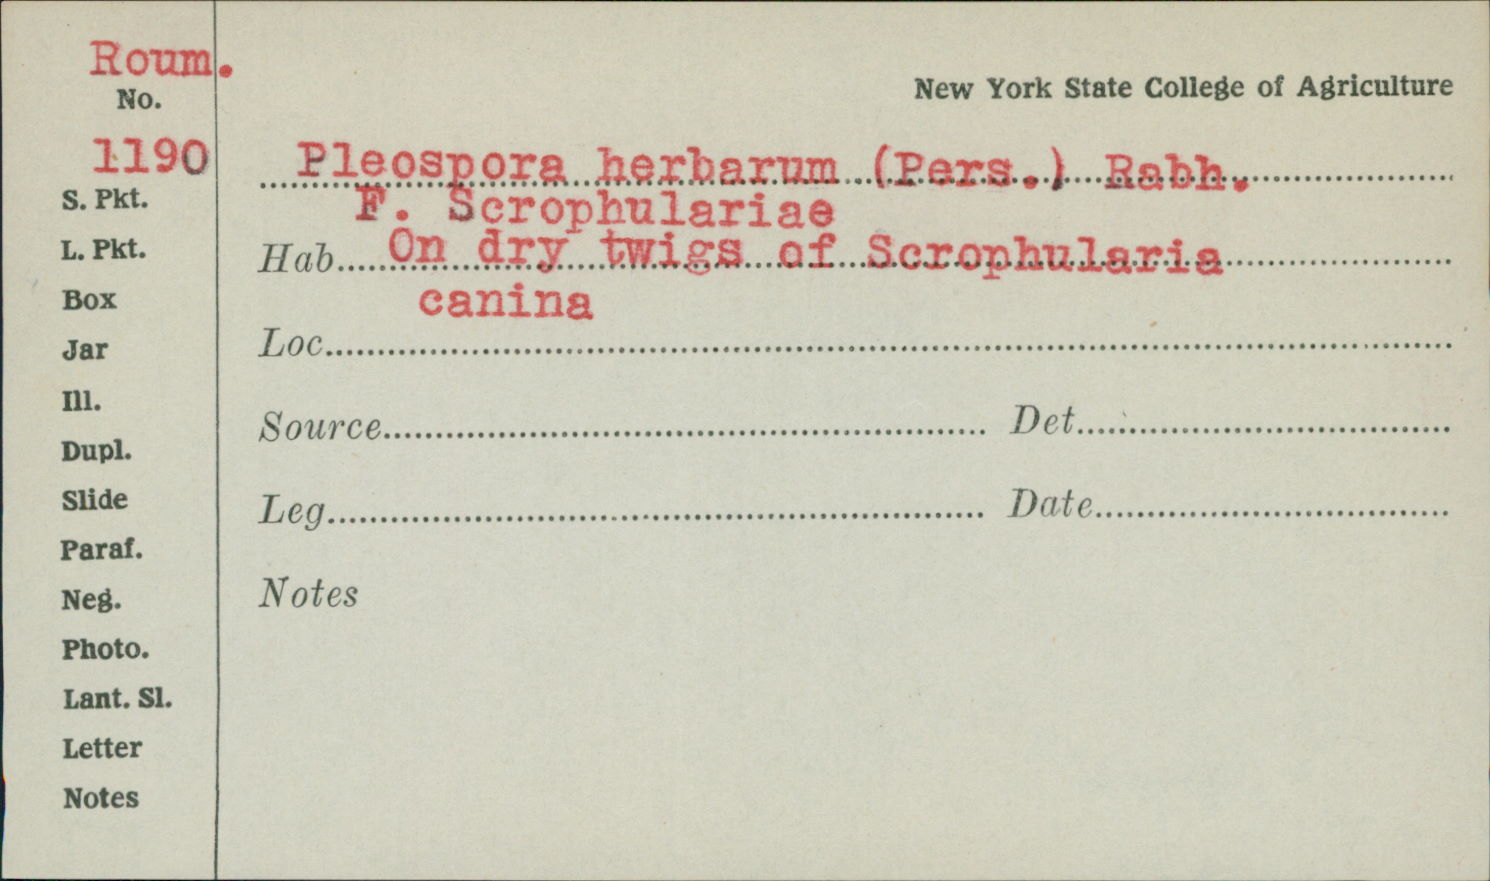 Roum.
No.
1190
S. Pkt.
L. Pkt.
Box
Jar
Ill.
Dupl.
Slide
Paraf.
Neg.
Photo.
Lant. Sl.
Letter
Notes
New York State College of Agriculture
Pleospora herbarum (Pers.) Rabh.
F. Scrophulariae
Hab. On dry twigs of Scrophularia
canina
Loc.
Source Det.
Leg. Date
Notes